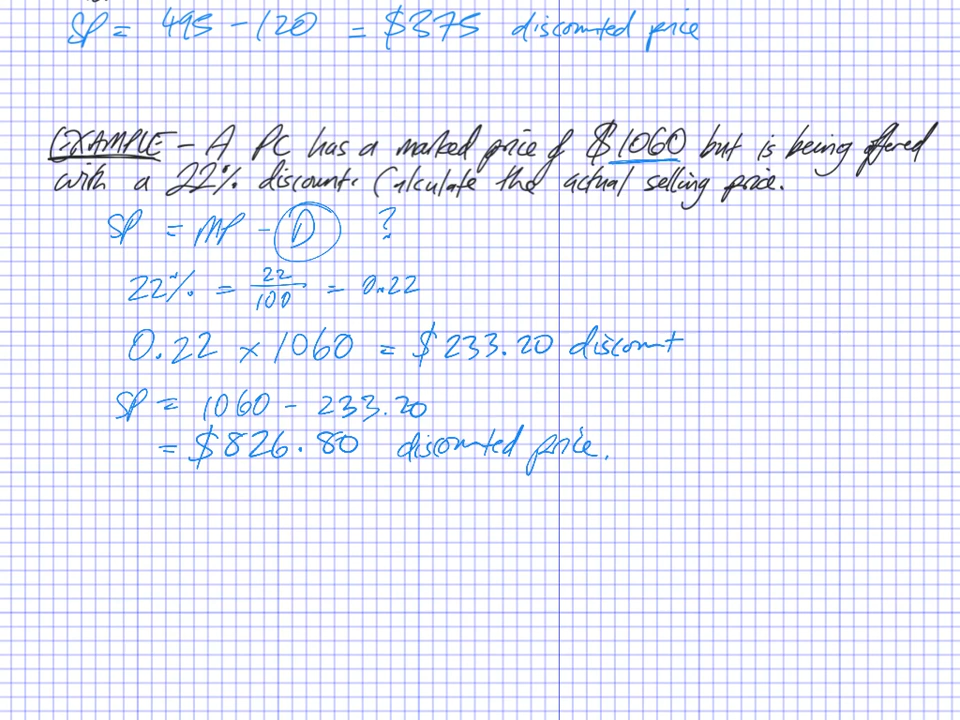 SP = 495 - 120 = $375 discounted price
EXAMPLE - A PC has a marked price of $1060 but is being offered
with a 22% discount. Calculate the actual selling price.
SP = MP - D ?
22% = 22/100 = 0.22
0.22 × 1060 = $233.20 discount
SP = 1060 - 233.20
= $826.80 discounted price.